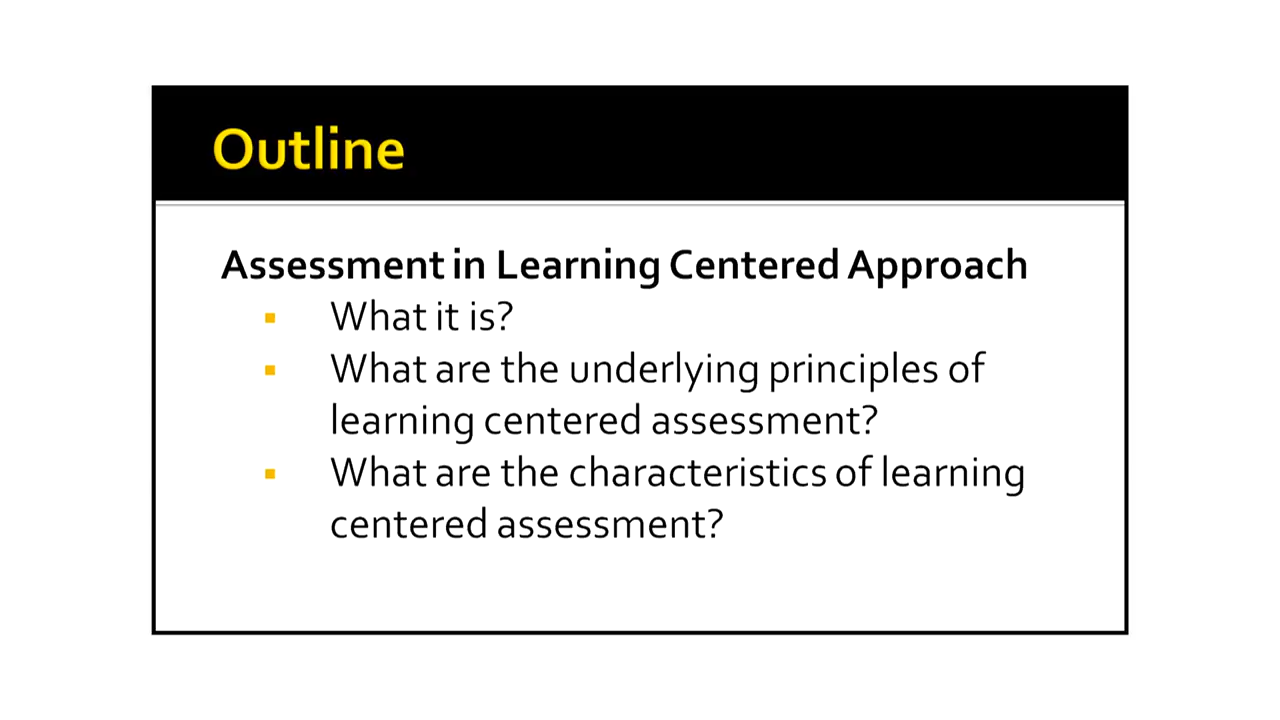 Outline
Assessment in Learning Centered Approach
▪ What it is?
▪ What are the underlying principles of
learning centered assessment?
▪ What are the characteristics of learning
centered assessment?